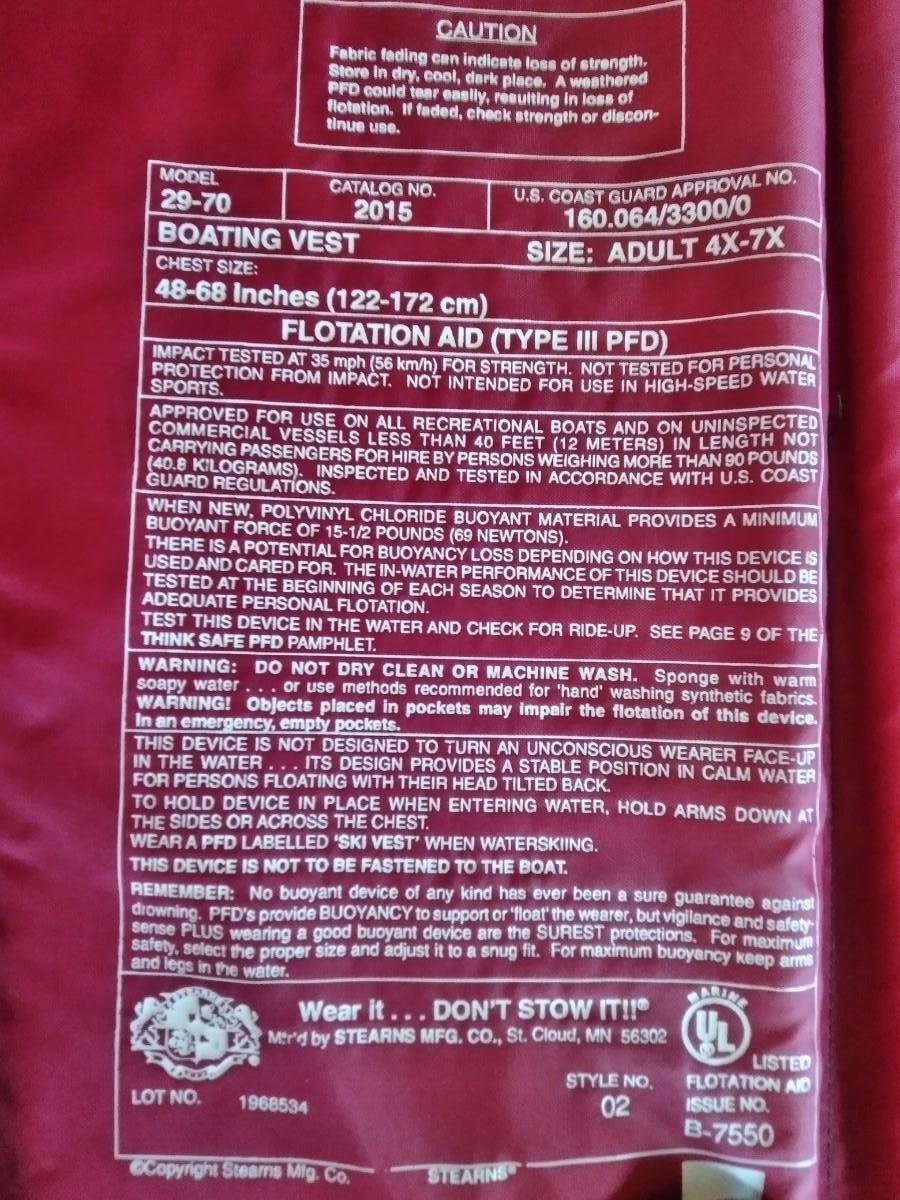 CAUTION
Fabric fading can indicate loss of strength.
Store in dry, cool, dark place. A weathered
PFD could tear easily, resulting in loss of
flotation. If faded, check strength or discon-
tinue use.
MODEL
29-70
CATALOG NO.
2015
U.S. COAST GUARD APPROVAL NO.
160.064/3300/0
BOATING VEST
SIZE: ADULT 4X-7X
CHEST SIZE:
48-68 Inches (122-172 cm)
FLOTATION AID (TYPE III PFD)
IMPACT TESTED AT 35 mph (56 km/h) FOR STRENGTH. NOT TESTED FOR PERSONAL
PROTECTION FROM IMPACT. NOT INTENDED FOR USE IN HIGH-SPEED WATER
SPORTS.
APPROVED FOR USE ON ALL RECREATIONAL BOATS AND ON UNINSPECTED
COMMERCIAL VESSELS LESS THAN 40 FEET (12 METERS) IN LENGTH NOT
CARRYING PASSENGERS FOR HIRE BY PERSONS WEIGHING MORE THAN 90 POUNDS
(40.8 KILOGRAMS). INSPECTED AND TESTED IN ACCORDANCE WITH U.S. COAST
GUARD REGULATIONS.
WHEN NEW, POLYVINYL CHLORIDE BUOYANT MATERIAL PROVIDES A MINIMUM
BUOYANT FORCE OF 15-1/2 POUNDS (69 NEWTONS).
THERE IS A POTENTIAL FOR BUOYANCY LOSS DEPENDING ON HOW THIS DEVICE IS
USED AND CARED FOR. THE IN-WATER PERFORMANCE OF THIS DEVICE SHOULD BE
TESTED AT THE BEGINNING OF EACH SEASON TO DETERMINE THAT IT PROVIDES
ADEQUATE PERSONAL FLOTATION.
TEST THIS DEVICE IN THE WATER AND CHECK FOR RIDE-UP. SEE PAGE 9 OF THE
THINK SAFE PFD PAMPHLET.
WARNING: DO NOT DRY CLEAN OR MACHINE WASH. Sponge with warm
soapy water . . . or use methods recommended for 'hand' washing synthetic fabrics.
WARNING! Objects placed in pockets may impair the flotation of this device.
In an emergency, empty pockets.
THIS DEVICE IS NOT DESIGNED TO TURN AN UNCONSCIOUS WEARER FACE-UP
IN THE WATER . . . ITS DESIGN PROVIDES A STABLE POSITION IN CALM WATER
FOR PERSONS FLOATING WITH THEIR HEAD TILTED BACK.
TO HOLD DEVICE IN PLACE WHEN ENTERING WATER, HOLD ARMS DOWN AT
THE SIDES OR ACROSS THE CHEST.
WEAR A PFD LABELLED 'SKI VEST' WHEN WATERSKIING.
THIS DEVICE IS NOT TO BE FASTENED TO THE BOAT.
REMEMBER: No buoyant device of any kind has ever been a sure guarantee against
drowning. PFD's provide BUOYANCY to support or 'float' the wearer, but vigilance and safety-
sense PLUS wearing a good buoyant device are the SUREST protections. For maximum
safety, select the proper size and adjust it to a snug fit. For maximum buoyancy keep arms
and legs in the water.
Wear it . . . DON'T STOW IT!!®
Mfr'd by STEARNS MFG. CO., St. Cloud, MN 56302
MARINE
UL
®
LISTED
FLOTATION AID
ISSUE NO.
B-7550
STYLE NO.
02
LOT NO. 1968534
©Copyright Stearns Mfg. Co.
STEARNS®